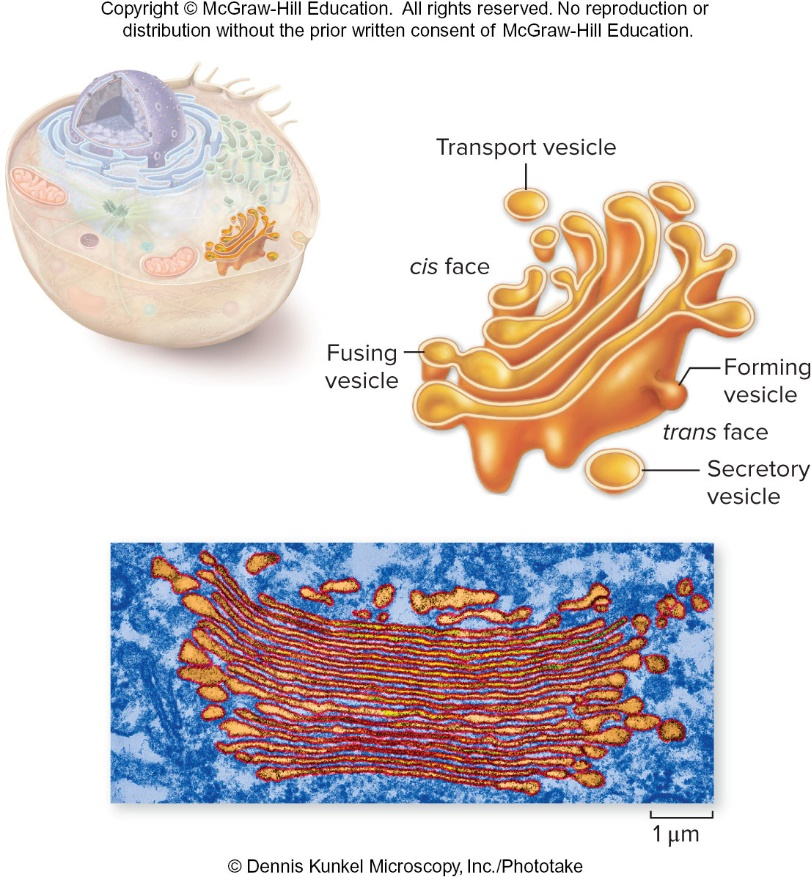 Copyright © McGraw-Hill Education. All rights reserved. No reproduction or
distribution without the prior written consent of McGraw-Hill Education.
Transport vesicle
cis face
Fusing
vesicle
Forming
vesicle
trans face
Secretory
vesicle
1 μm
© Dennis Kunkel Microscopy, Inc./Phototake